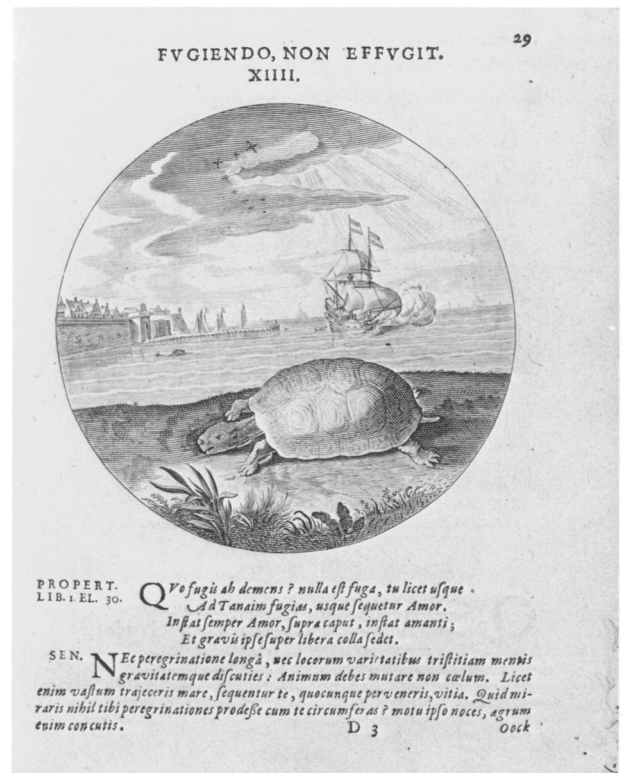 29
FVGIENDO, NON EFFVGIT.
XIIII.
PROPERT.
LIB. 1. EL. 30.
QVo fugis ah demens? nulla eſt fuga, tu licet uſque
Ad Tanaim fugias, usque ſequetur Amor.
Inſtat ſemper Amor, ſupra caput, inſtat amanti;
Et gravis ipſe ſuper libera colla ſedet.
SEN. NEc peregrinatione longâ, nec locorum varietatibus triſtitiam mentis
gravitatemque diſcuties: Animum debes mutare non cœlum. Licet
enim vaſtum trajeceris mare, ſequentur te, quocunque perveneris, vitia. Quid mi-
raris nihil tibi peregrinationes prodeſſe cum te circumferas? motu ipſo noces, ægrum
enim concutis. D 3 Oock